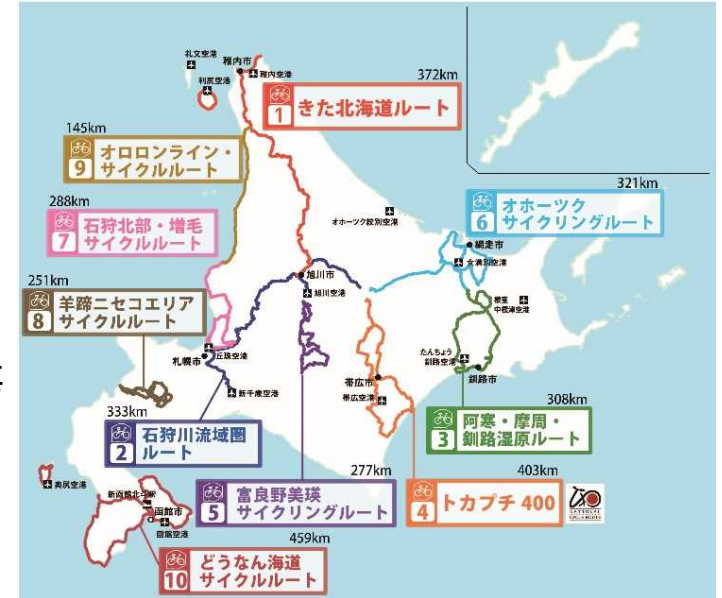 礼文空港
稚内市
稚内空港
利尻空港
372km
1 きた北海道ルート
145km
9 オロロンライン・
サイクルルート
321km
6 オホーツク
サイクリングルート
オホーツク紋別空港
網走市
女満別空港
288km
7 石狩北部・増毛
サイクルルート
旭川市
旭川空港
根室
中標津空港
251km
8 羊蹄ニセコエリア
サイクルルート
丘珠空港
札幌市
新千歳空港
たんちょう
釧路空港
釧路市
帯広市
帯広空港
308km
3 阿寒・摩周・
釧路湿原ルート
333km
2 石狩川流域圏
ルート
277km
5 富良野美瑛
サイクリングルート
403km
4 トカプチ 400
NATIONAL
CYCLE ROUTE
奥尻空港
新函館北斗駅
函館市
函館空港
459km
10 どうなん海道
サイクルルート